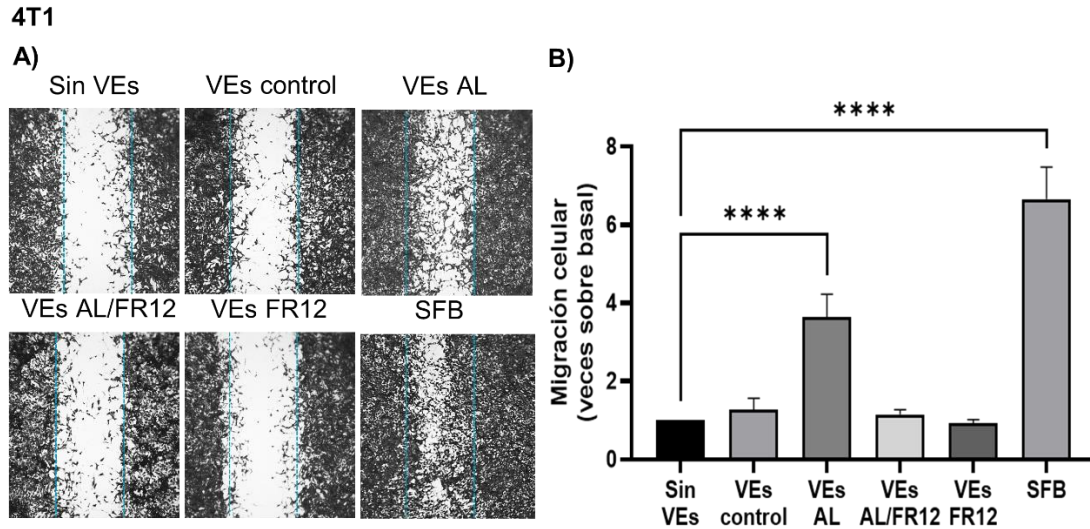 4T1
A)
Sin VEs
VEs control
VEs AL
VEs AL/FR12
VEs FR12
SFB
B)
Migración celular
(veces sobre basal)
8
6
4
2
0
****
****
Sin
VEs
VEs
control
VEs
AL
VEs
AL/FR12
VEs
FR12
SFB